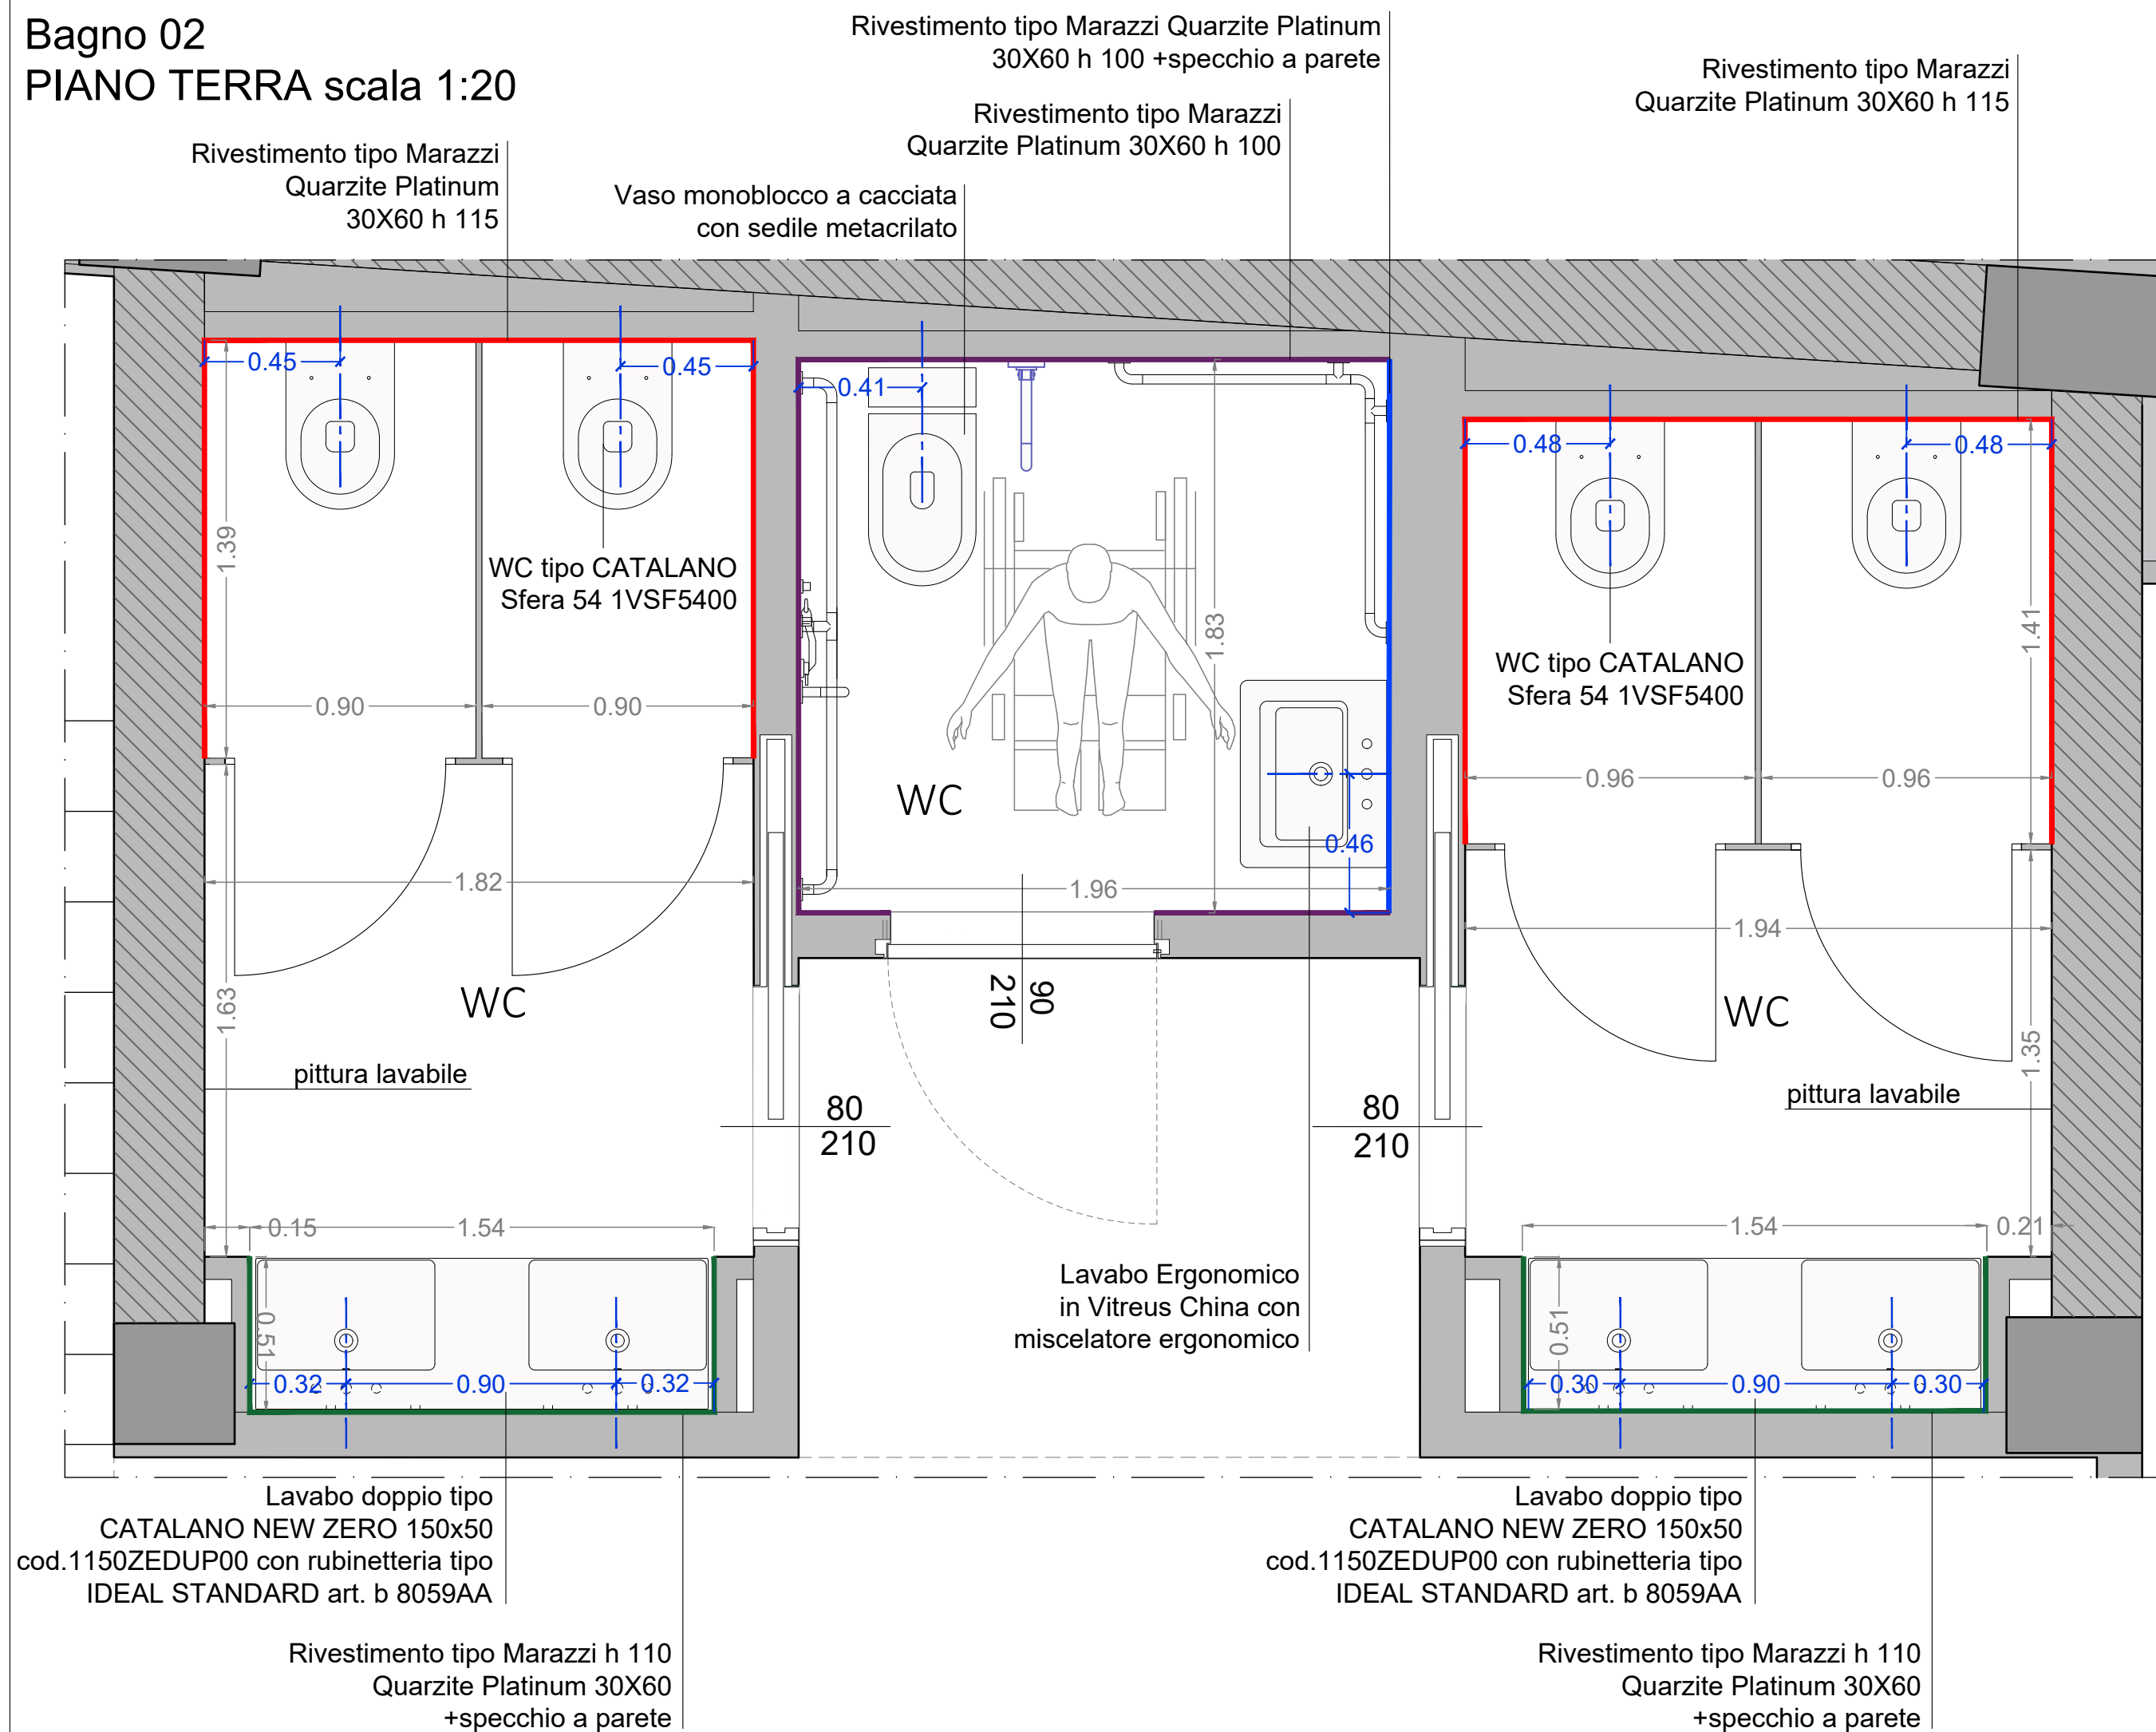 Bagno 02
PIANO TERRA scala 1:20
Rivestimento tipo Marazzi Quarzite Platinum
30X60 h 100 +specchio a parete
Rivestimento tipo Marazzi
Quarzite Platinum 30X60 h 115
Rivestimento tipo Marazzi
Quarzite Platinum 30X60 h 100
Rivestimento tipo Marazzi
Quarzite Platinum
30X60 h 115
Vaso monoblocco a cacciata
con sedile metacrilato
0.45
0.45
0.41
0.48
0.48
1.39
WC tipo CATALANO
Sfera 54 1VSF5400
1.83
1.41
WC tipo CATALANO
Sfera 54 1VSF5400
0.90
0.90
0.96
0.96
WC
0.46
1.82
1.96
1.94
WC
1.63
90
210
WC
1.35
pittura lavabile
pittura lavabile
80
210
80
210
0.15
1.54
1.54
0.21
0.51
0.51
Lavabo Ergonomico
in Vitreus China con
miscelatore ergonomico
0.32
0.90
0.32
0.30
0.90
0.30
Lavabo doppio tipo
CATALANO NEW ZERO 150x50
cod.1150ZEDUP00 con rubinetteria tipo
IDEAL STANDARD art. b 8059AA
Lavabo doppio tipo
CATALANO NEW ZERO 150x50
cod.1150ZEDUP00 con rubinetteria tipo
IDEAL STANDARD art. b 8059AA
Rivestimento tipo Marazzi h 110
Quarzite Platinum 30X60
+specchio a parete
Rivestimento tipo Marazzi h 110
Quarzite Platinum 30X60
+specchio a parete